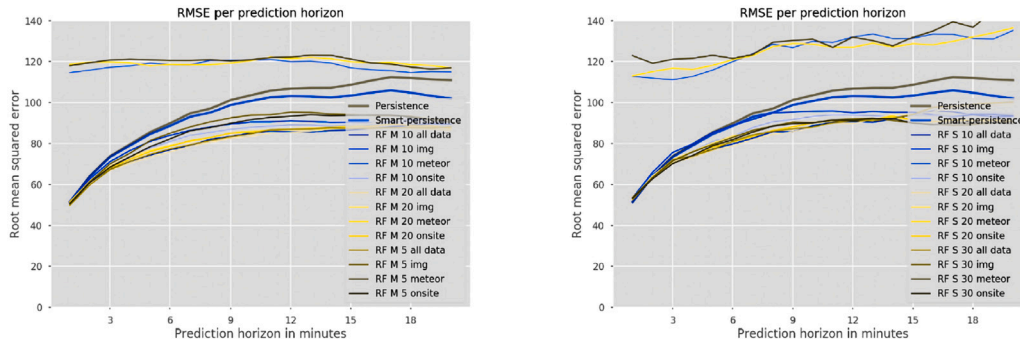 RMSE per prediction horizon
Root mean squared error
140
120
100
80
60
40
20
0
3
6
9
12
15
18
Prediction horizon in minutes
Persistence
Smart-persistence
RF M 10 all data
RF M 10 img
RF M 10 meteor
RF M 10 onsite
RF M 20 all data
RF M 20 img
RF M 20 meteor
RF M 20 onsite
RF M 5 all data
RF M 5 img
RF M 5 meteor
RF M 5 onsite
RMSE per prediction horizon
Root mean squared error
140
120
100
80
60
40
20
0
3
6
9
12
15
18
Prediction horizon in minutes
Persistence
Smart-persistence
RF S 10 all data
RF S 10 img
RF S 10 meteor
RF S 10 onsite
RF S 20 all data
RF S 20 img
RF S 20 meteor
RF S 20 onsite
RF S 30 all data
RF S 30 img
RF S 30 meteor
RF S 30 onsite